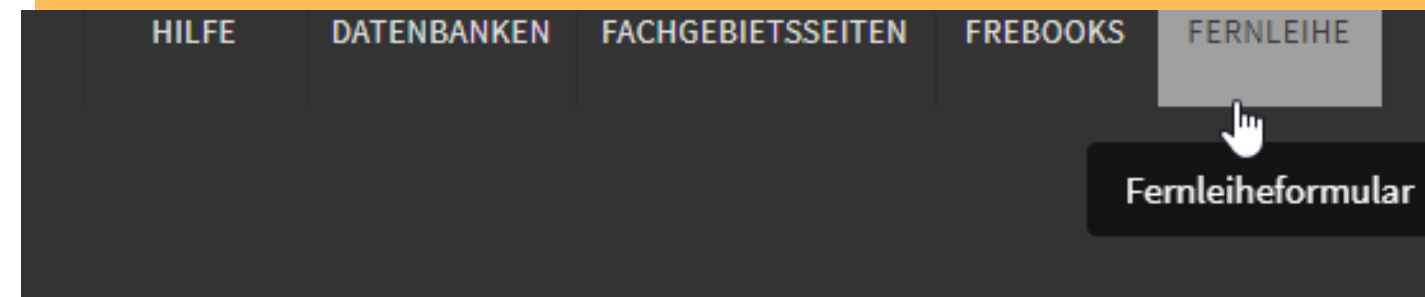 HILFE DATENBANKEN FACHGEBIETSSEITEN FREBOOKS FERNLEIHE
Fernleiheformular